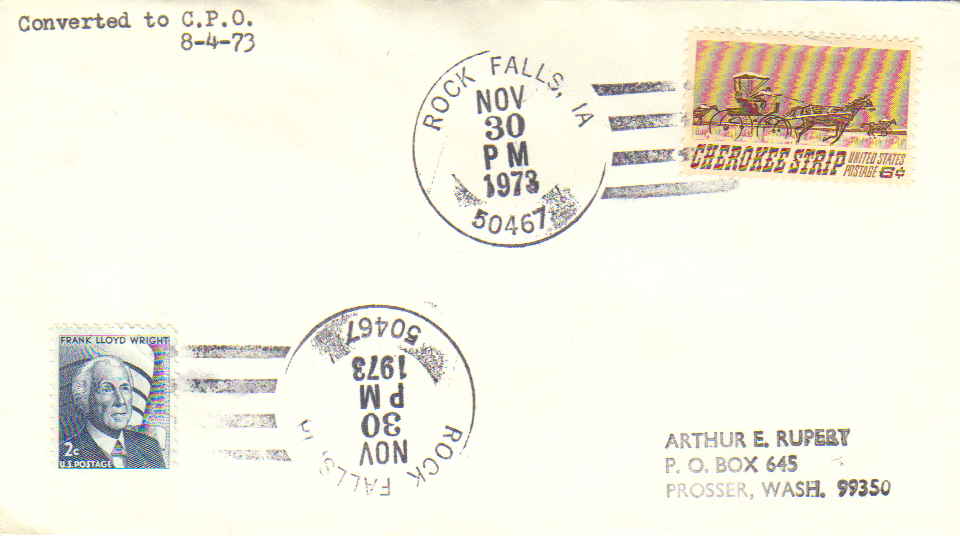 Converted to C.P.O.
8-4-73
ROCK FALLS, IA
NOV
30
PM
1973
50467
CHEROKEE STRIP
UNITED STATES
POSTAGE 6¢
FRANK LLOYD WRIGHT
2c
U.S. POSTAGE
50467
1973
PM
30
NOV
ROCK FALLS,
ARTHUR E. RUPERT
P. O. BOX 645
PROSSER, WASH. 99350